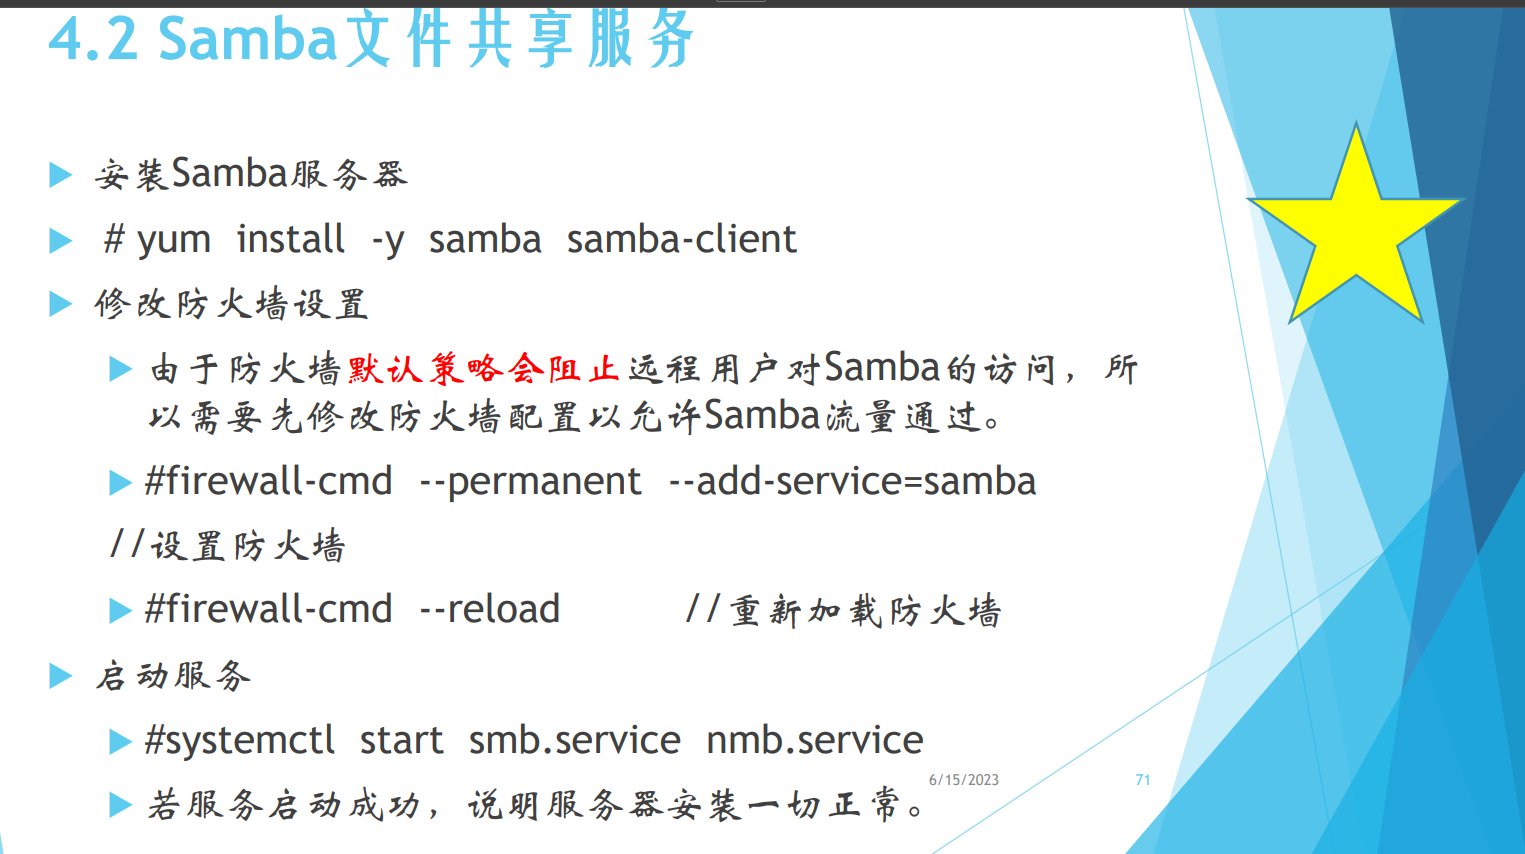 4.2 Samba文件共享服务
安装Samba服务器
# yum install -y samba samba-client
修改防火墙设置
由于防火墙默认策略会阻止远程用户对Samba的访问，所
以需要先修改防火墙配置以允许Samba流量通过。
#firewall-cmd --permanent --add-service=samba
//设置防火墙
#firewall-cmd --reload //重新加载防火墙
启动服务
#systemctl start smb.service nmb.service
若服务启动成功，说明服务器安装一切正常。
6/15/2023
71